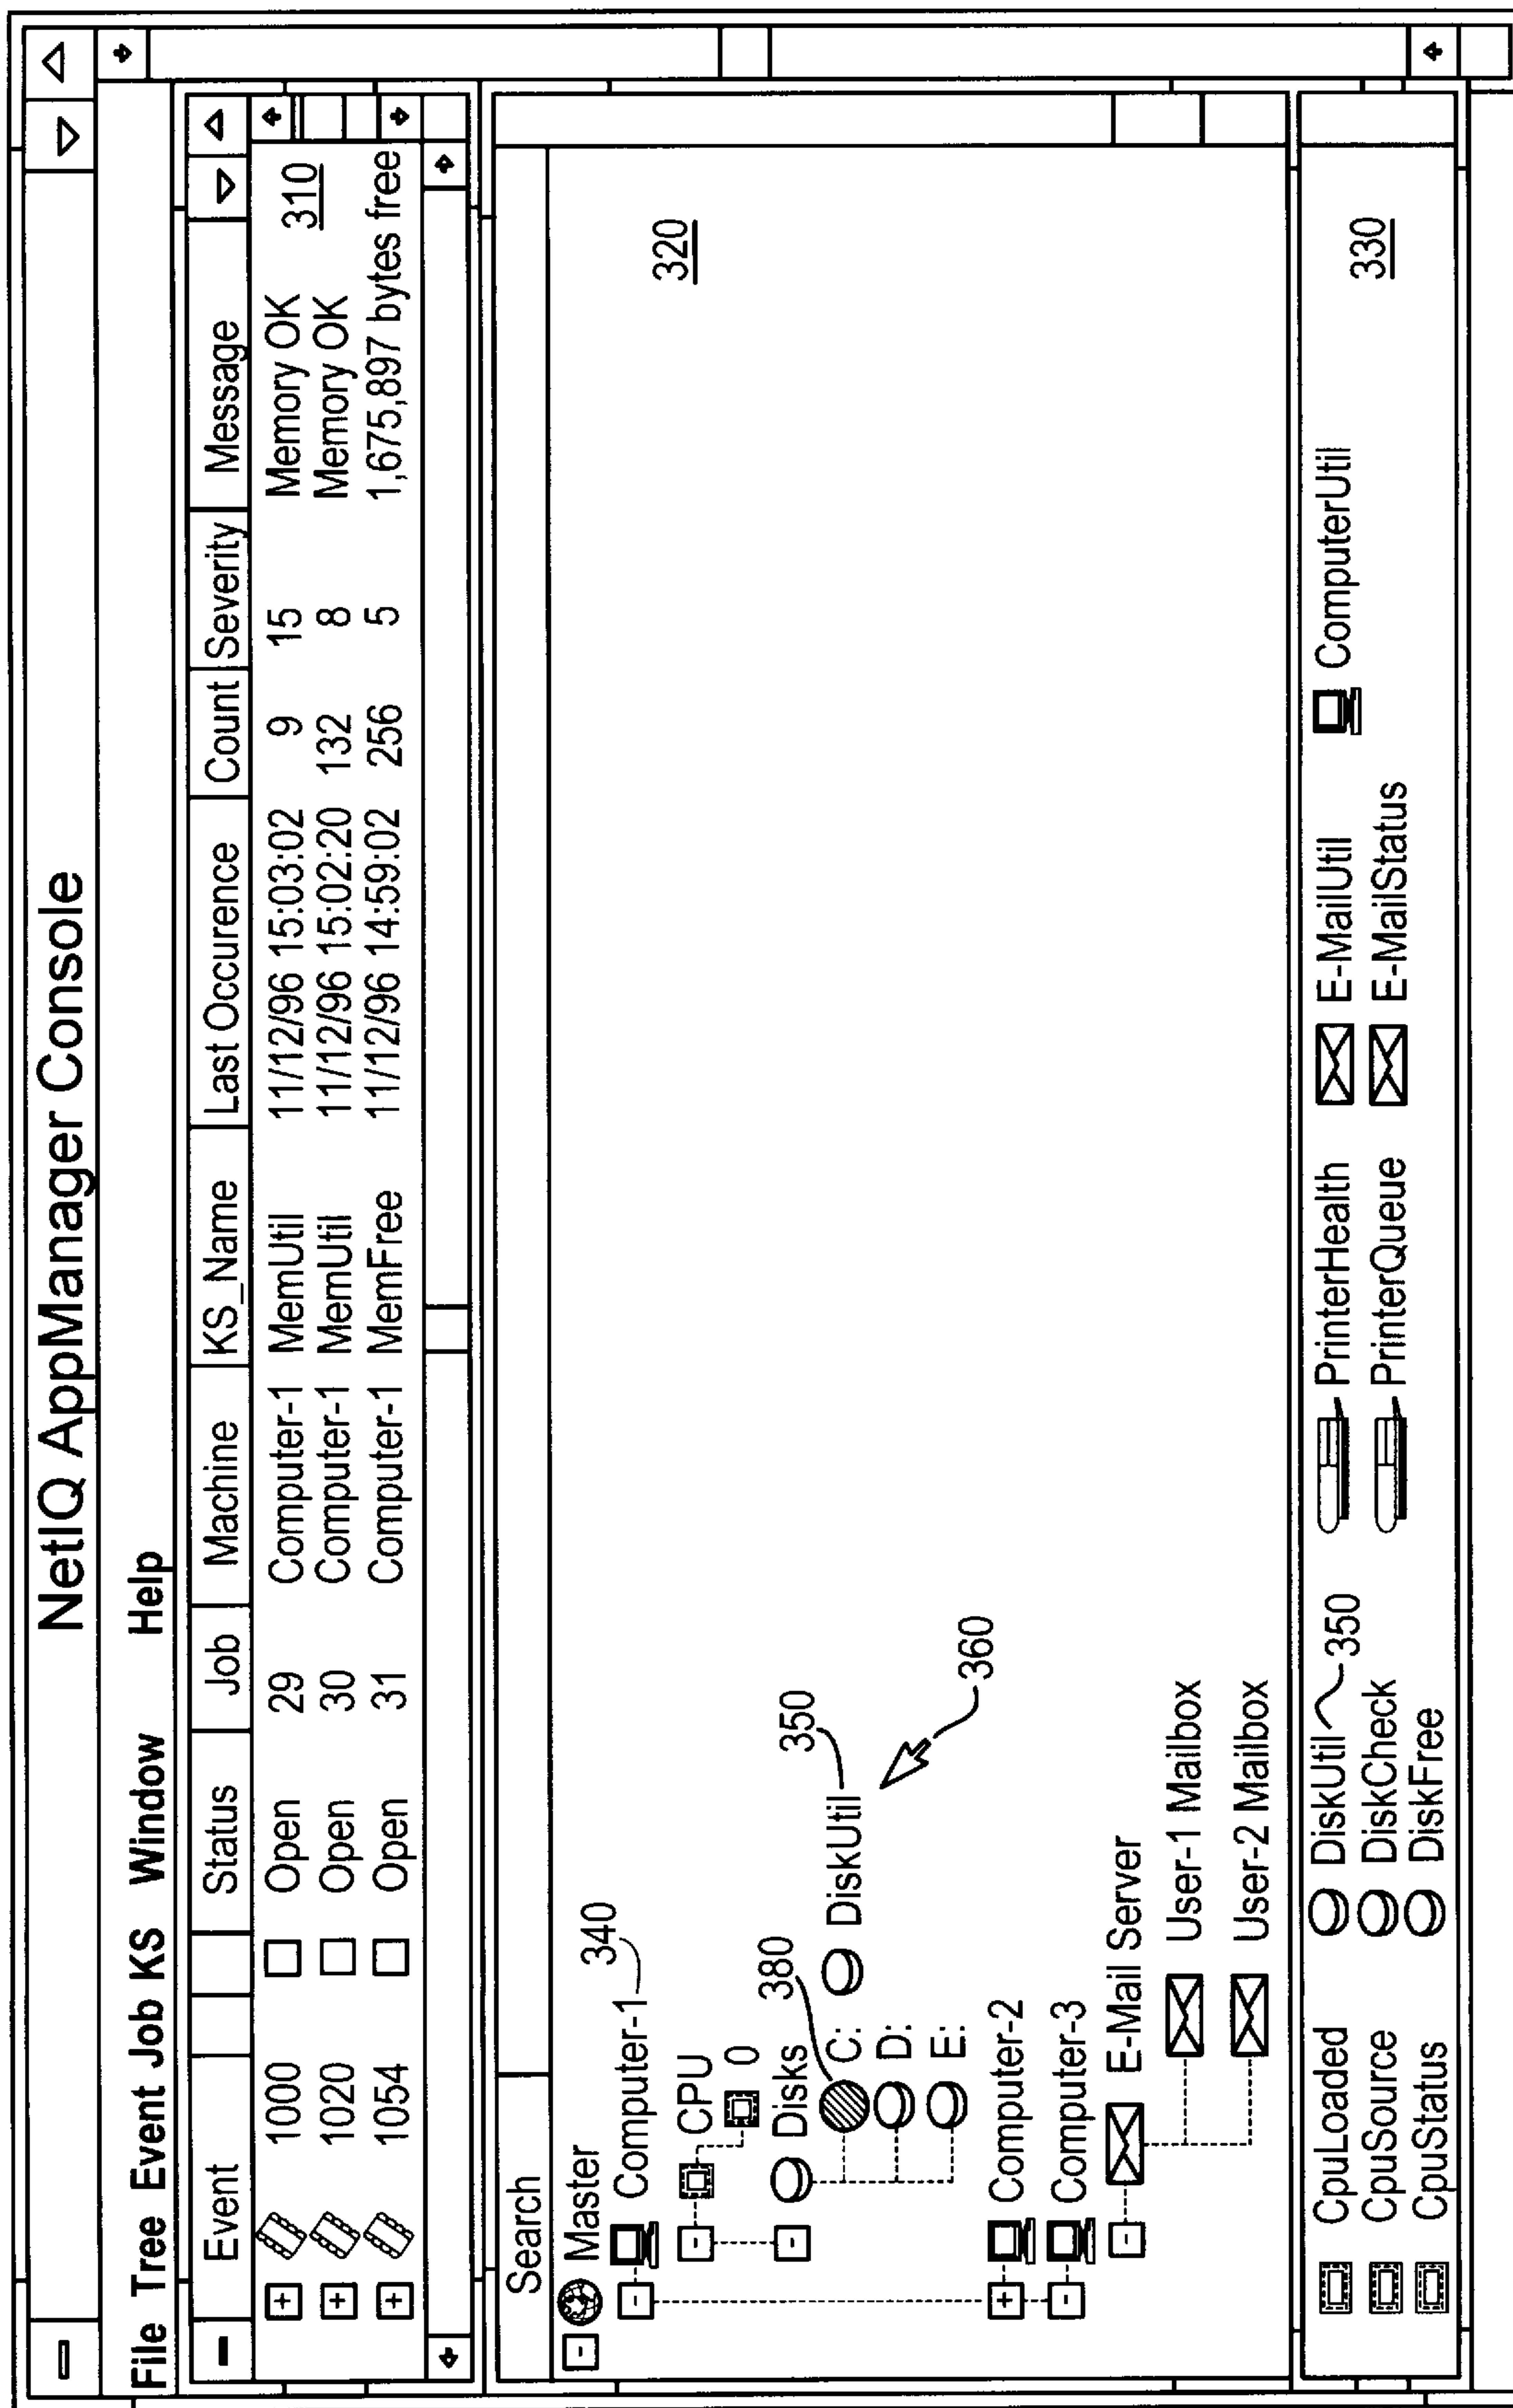 NetIQ AppManager Console
File Tree Event Job KS Window Help
Event Status Job Machine KS_Name Last Occurence Count Severity Message
1000 Open 29 Computer-1 MemUtil 11/12/96 15:03:02 9 15 Memory OK
1020 Open 30 Computer-1 MemUtil 11/12/96 15:02:20 132 8 Memory OK
1054 Open 31 Computer-1 MemFree 11/12/96 14:59:02 256 5 1,675,897 bytes free
310
Search
Master
Computer-1 340
CPU
0
Disks 380
C: DiskUtil 350
D:
E:
360
320
Computer-2
Computer-3
E-Mail Server
User-1 Mailbox
User-2 Mailbox
CpuLoaded DiskUtil 350 PrinterHealth E-MailUtil ComputerUtil
CpuSource DiskCheck PrinterQueue E-MailStatus
CpuStatus DiskFree
330